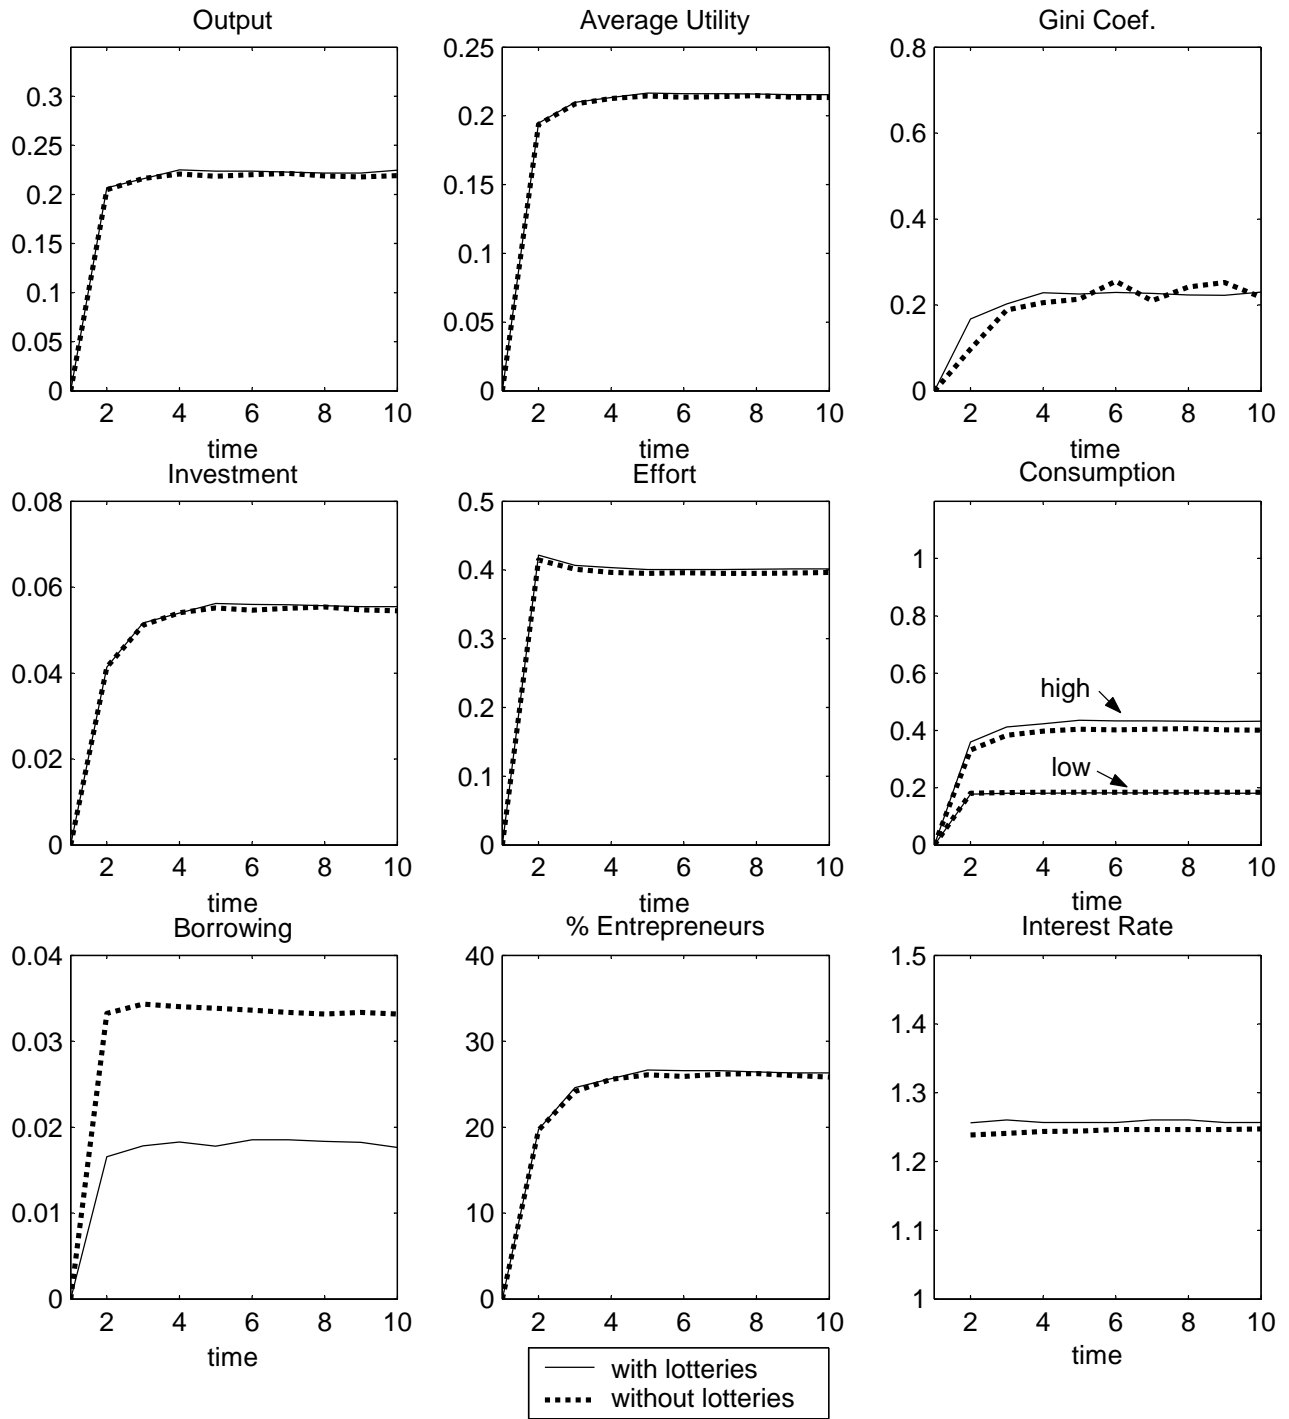 Output
Average Utility
Gini Coef.
0.3
0.25
0.2
0.15
0.1
0.05
0
2 4 6 8 10
time
0.25
0.2
0.15
0.1
0.05
0
2 4 6 8 10
time
0.8
0.6
0.4
0.2
0
2 4 6 8 10
time
Investment
Effort
Consumption
0.08
0.06
0.04
0.02
0
2 4 6 8 10
time
0.5
0.4
0.3
0.2
0.1
0
2 4 6 8 10
time
1
0.8
0.6
0.4
0.2
0
high
low
2 4 6 8 10
time
Borrowing
% Entrepreneurs
Interest Rate
0.04
0.03
0.02
0.01
0
2 4 6 8 10
time
40
30
20
10
0
2 4 6 8 10
1.5
1.4
1.3
1.2
1.1
1
2 4 6 8 10
time
with lotteries
without lotteries